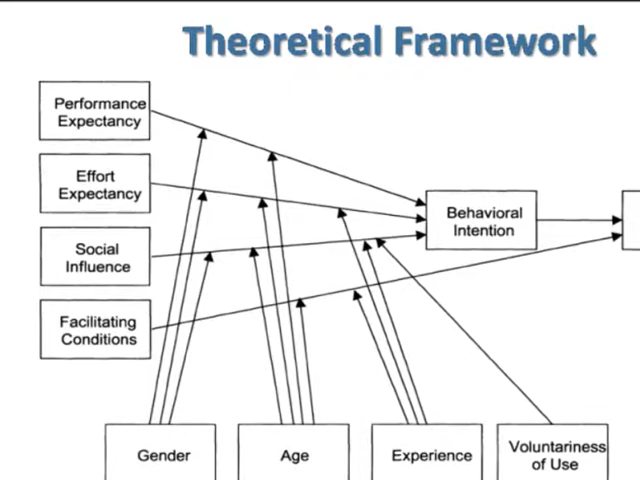 Theoretical Framework
Performance
Expectancy
Effort
Expectancy
Social
Influence
Facilitating
Conditions
Behavioral
Intention
Gender
Age
Experience
Voluntariness
of Use